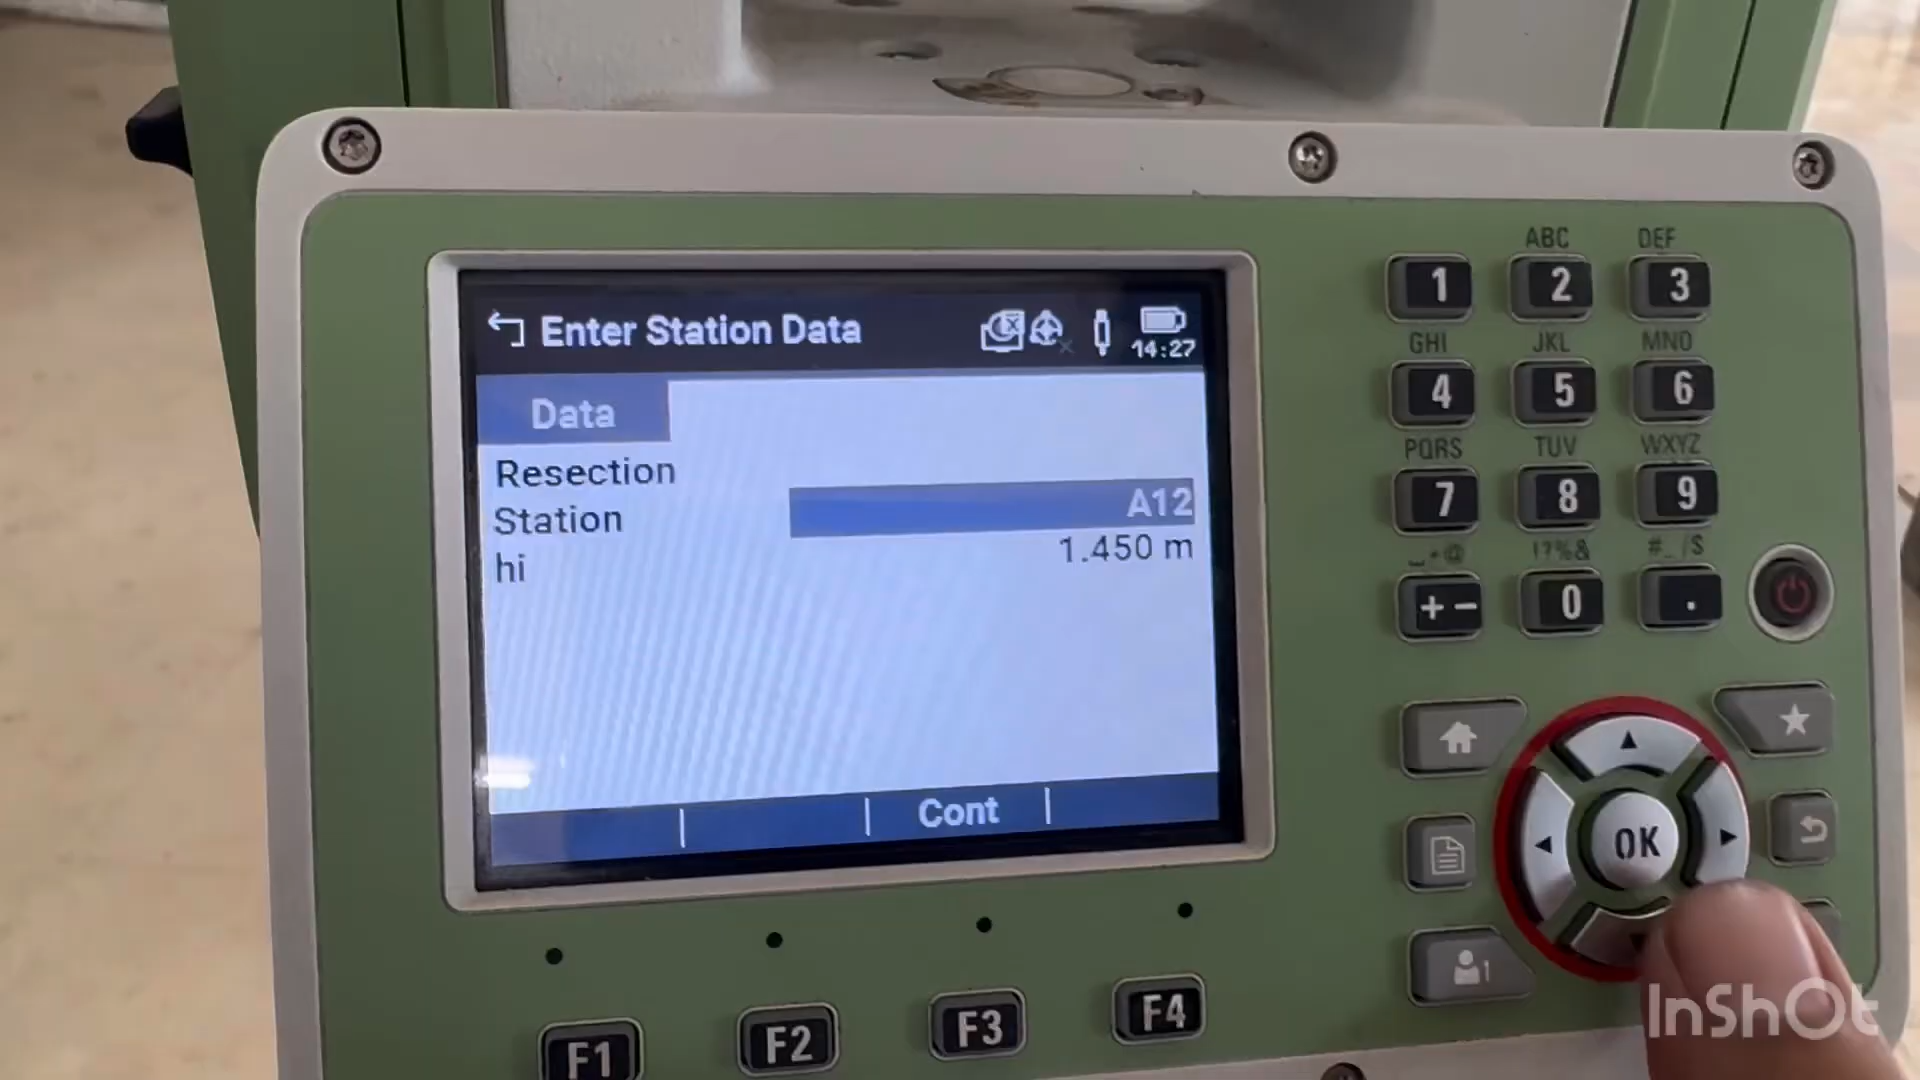 Enter Station Data
14:27
Data
Resection
Station A12
hi 1.450 m
Cont
ABC DEF
1 2 3
GHI JKL MNO
4 5 6
PQRS TUV WXYZ
7 8 9
!?%& #_/$
+ - 0 .
OK
1
F1 F2 F3 F4
InShOt